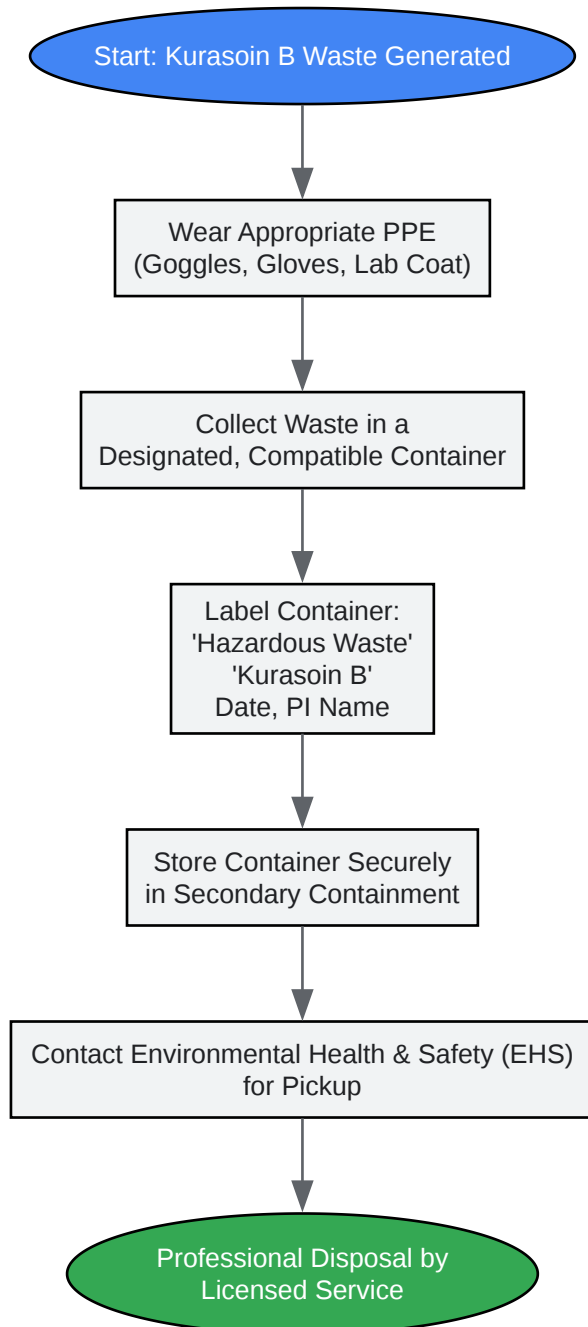 Start: Kurasoin B Waste Generated
Wear Appropriate PPE
(Goggles, Gloves, Lab Coat)
Collect Waste in a
Designated, Compatible Container
Label Container:
'Hazardous Waste'
'Kurasoin B'
Date, PI Name
Store Container Securely
in Secondary Containment
Contact Environmental Health & Safety (EHS)
for Pickup
Professional Disposal by
Licensed Service